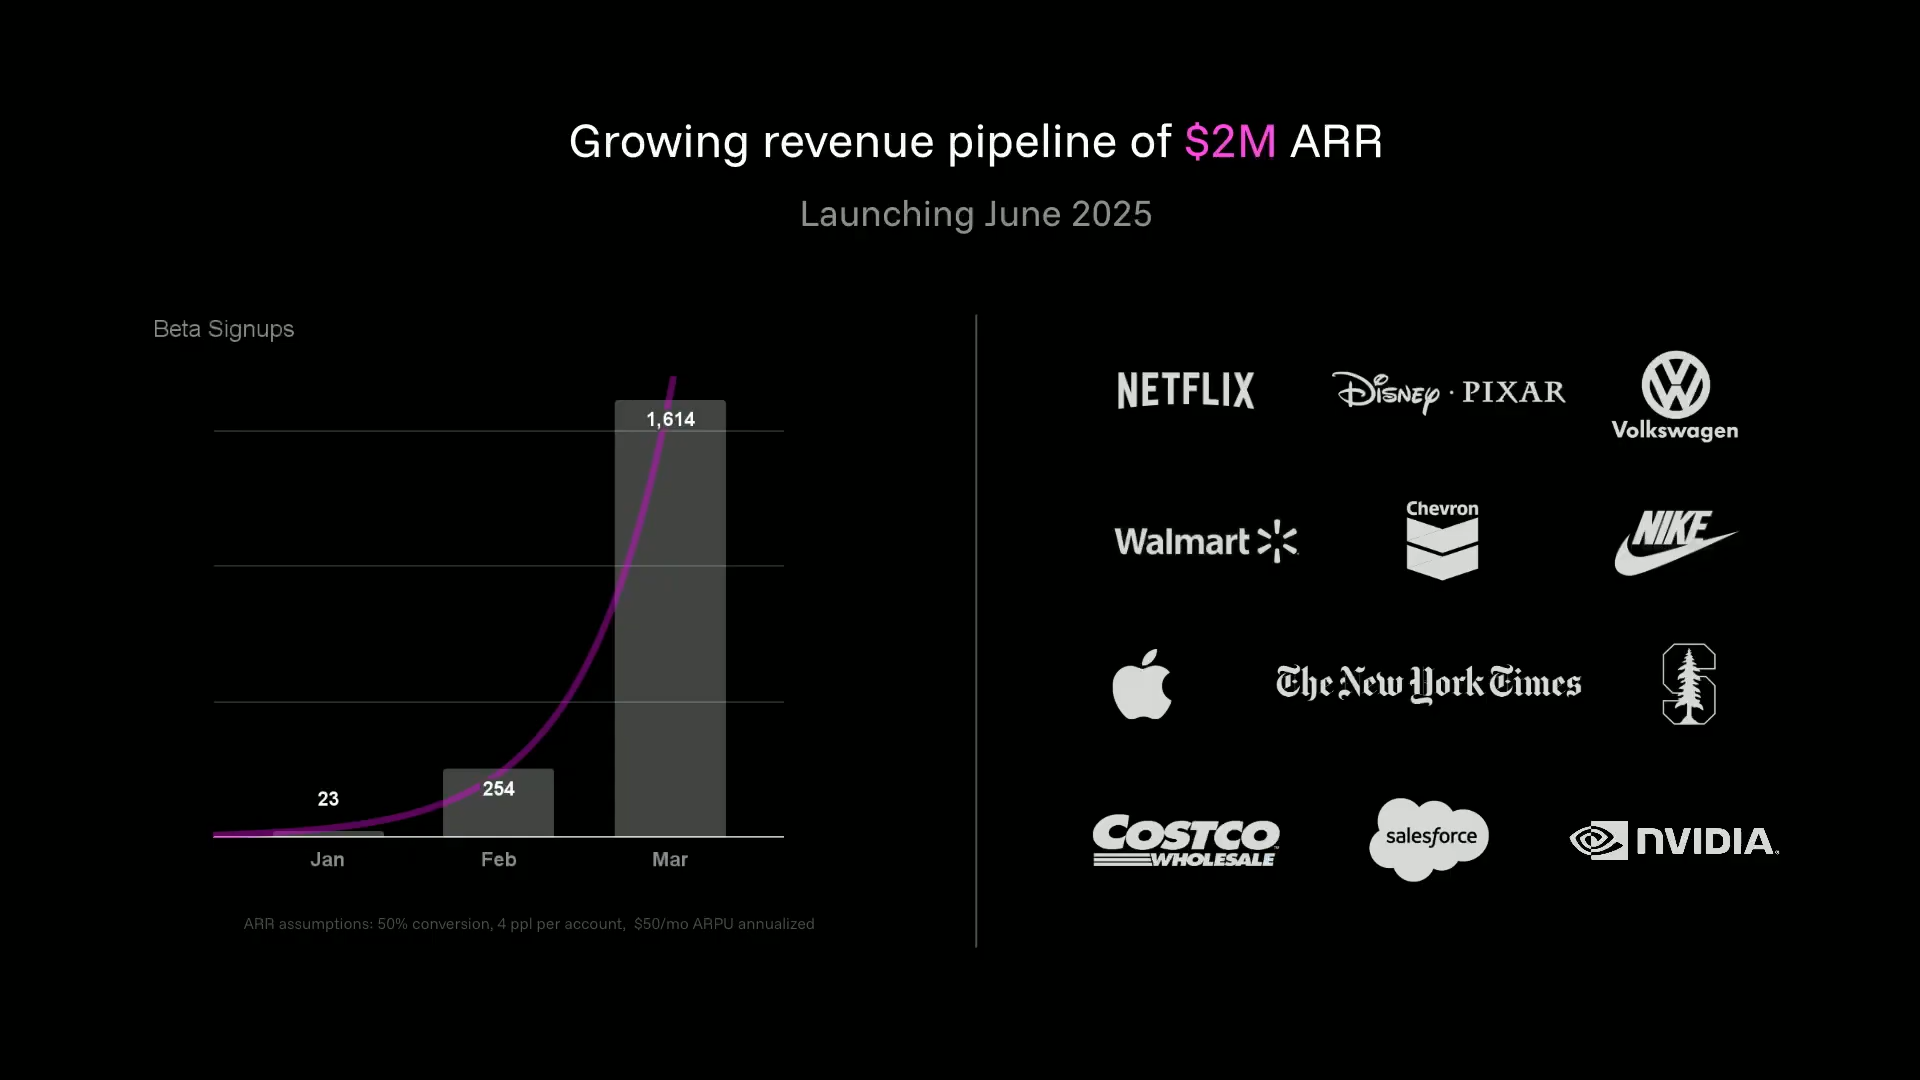 Growing revenue pipeline of $2M ARR
Launching June 2025
Beta Signups
1,614
254
23
Jan Feb Mar
ARR assumptions: 50% conversion, 4 ppl per account, $50/mo ARPU annualized
NETFLIX
Disney · PIXAR
Volkswagen
Walmart
Chevron
NIKE
The New York Times
S
COSTCO
WHOLESALE
salesforce
NVIDIA.